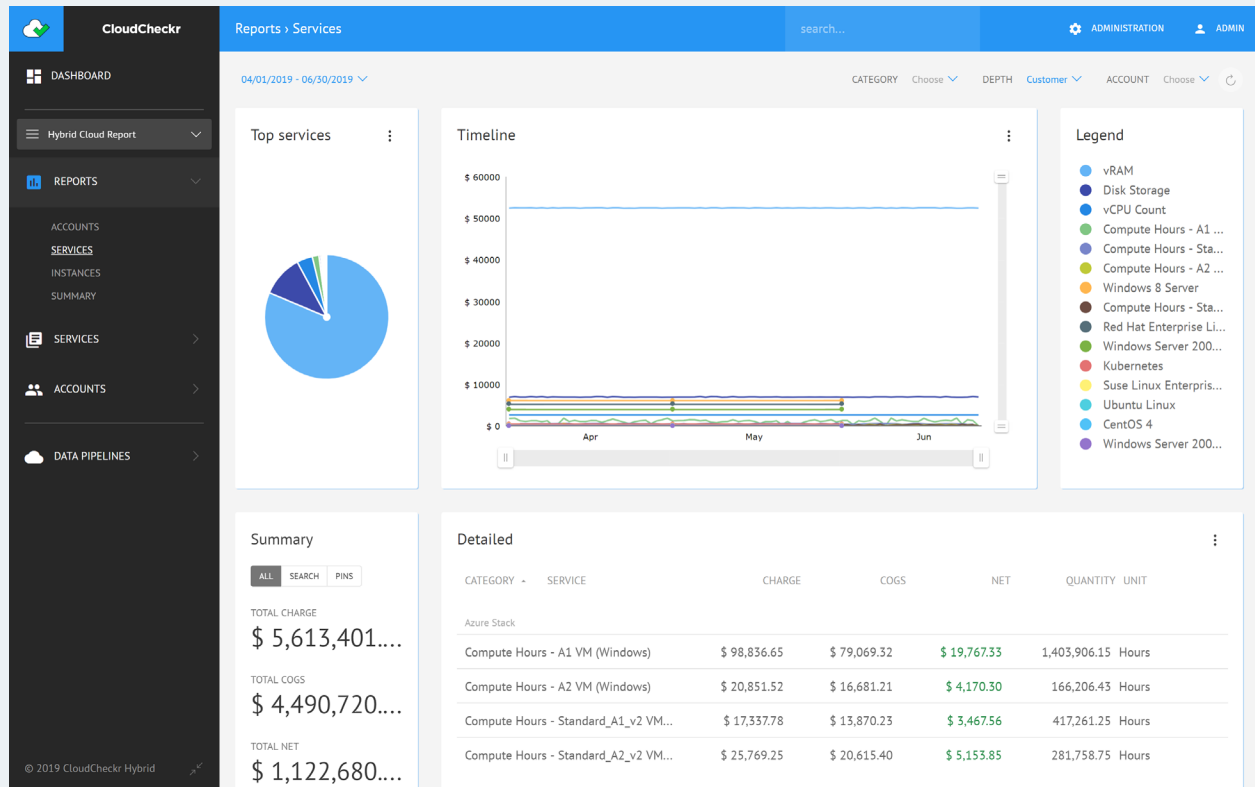 CloudCheckr
Reports › Services
search...
ADMINISTRATION
ADMIN
DASHBOARD
Hybrid Cloud Report
REPORTS
ACCOUNTS
SERVICES
INSTANCES
SUMMARY
SERVICES
ACCOUNTS
DATA PIPELINES
© 2019 CloudCheckr Hybrid
04/01/2019 - 06/30/2019
CATEGORY Choose DEPTH Customer ACCOUNT Choose
Top services
Timeline
$ 60000
$ 50000
$ 40000
$ 30000
$ 20000
$ 10000
$ 0
Apr May Jun
Legend
vRAM
Disk Storage
vCPU Count
Compute Hours - A1 ...
Compute Hours - Sta...
Compute Hours - A2 ...
Windows 8 Server
Compute Hours - Sta...
Red Hat Enterprise Li...
Windows Server 200...
Kubernetes
Suse Linux Enterpris...
Ubuntu Linux
CentOS 4
Windows Server 200...
Summary
ALL SEARCH PINS
TOTAL CHARGE
$ 5,613,401....
TOTAL COGS
$ 4,490,720....
TOTAL NET
$ 1,122,680....
Detailed
CATEGORY SERVICE CHARGE COGS NET QUANTITY UNIT
Azure Stack
Compute Hours - A1 VM (Windows) $ 98,836.65 $ 79,069.32 $ 19,767.33 1,403,906.15 Hours
Compute Hours - A2 VM (Windows) $ 20,851.52 $ 16,681.21 $ 4,170.30 166,206.43 Hours
Compute Hours - Standard_A1_v2 VM... $ 17,337.78 $ 13,870.23 $ 3,467.56 417,261.25 Hours
Compute Hours - Standard_A2_v2 VM... $ 25,769.25 $ 20,615.40 $ 5,153.85 281,758.75 Hours